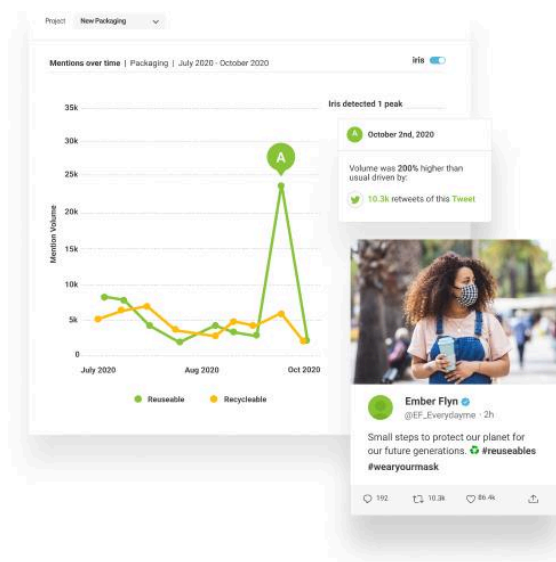 Project New Packaging
Mentions over time | Packaging | July 2020 - October 2020
iris
Iris detected 1 peak
35k
30k
25k
20k
15k
10k
5k
0
Mention Volume
A
July 2020 Aug 2020 Oct 2020
Reuseable Recycleable
A October 2nd, 2020
Volume was 200% higher than
usual driven by:
10.3k retweets of this Tweet
Ember Flyn
@EF_Everydayme · 2h
Small steps to protect our planet for
our future generations. ♻ #reuseables
#wearyourmask
192 10.3k 86.4k